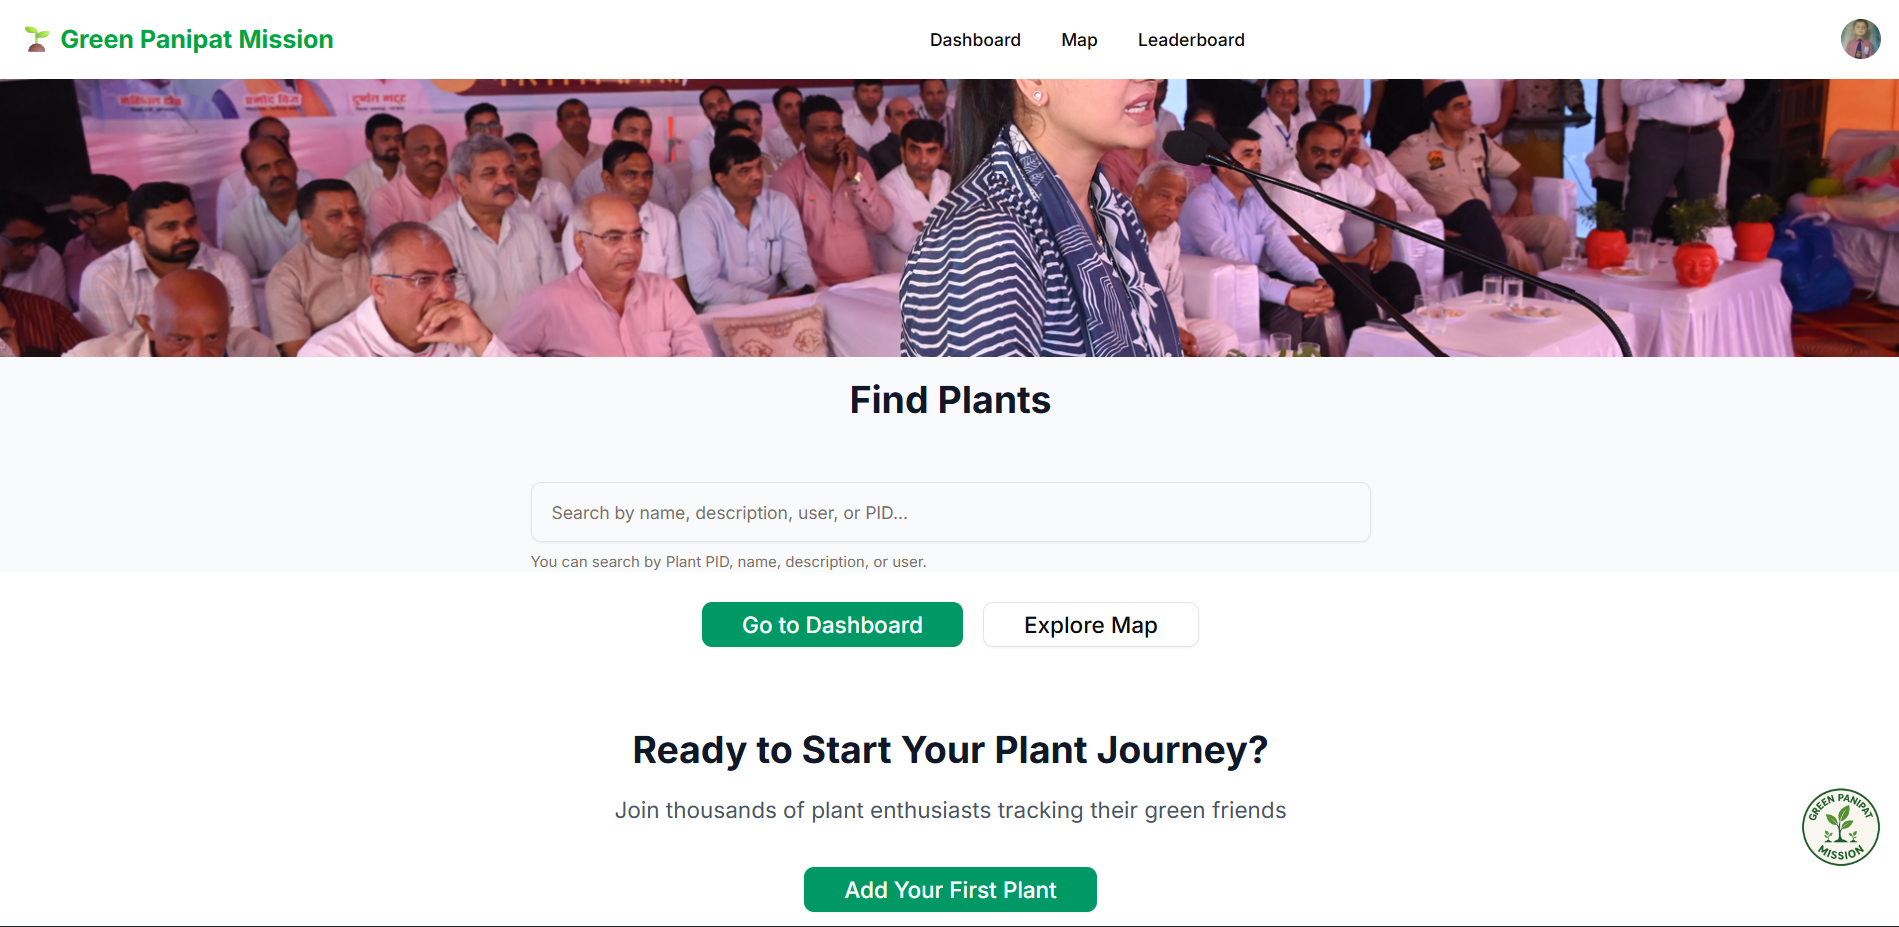 Green Panipat Mission
Dashboard
Map
Leaderboard
Find Plants
Search by name, description, user, or PID...
You can search by Plant PID, name, description, or user.
Go to Dashboard
Explore Map
Ready to Start Your Plant Journey?
Join thousands of plant enthusiasts tracking their green friends
Add Your First Plant
GREEN PANIPAT
MISSION